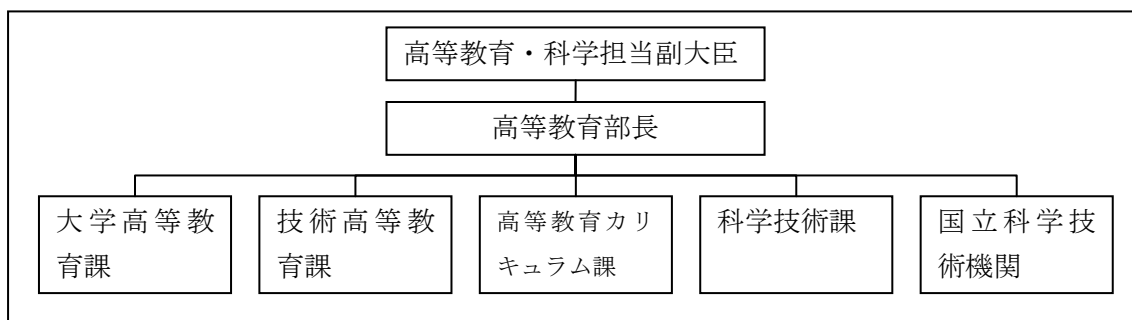 高等教育・科学担当副大臣
高等教育部長
大学高等教
育課
技術高等教
育課
高等教育カリ
キュラム課
科学技術課
国立科学技
術機関